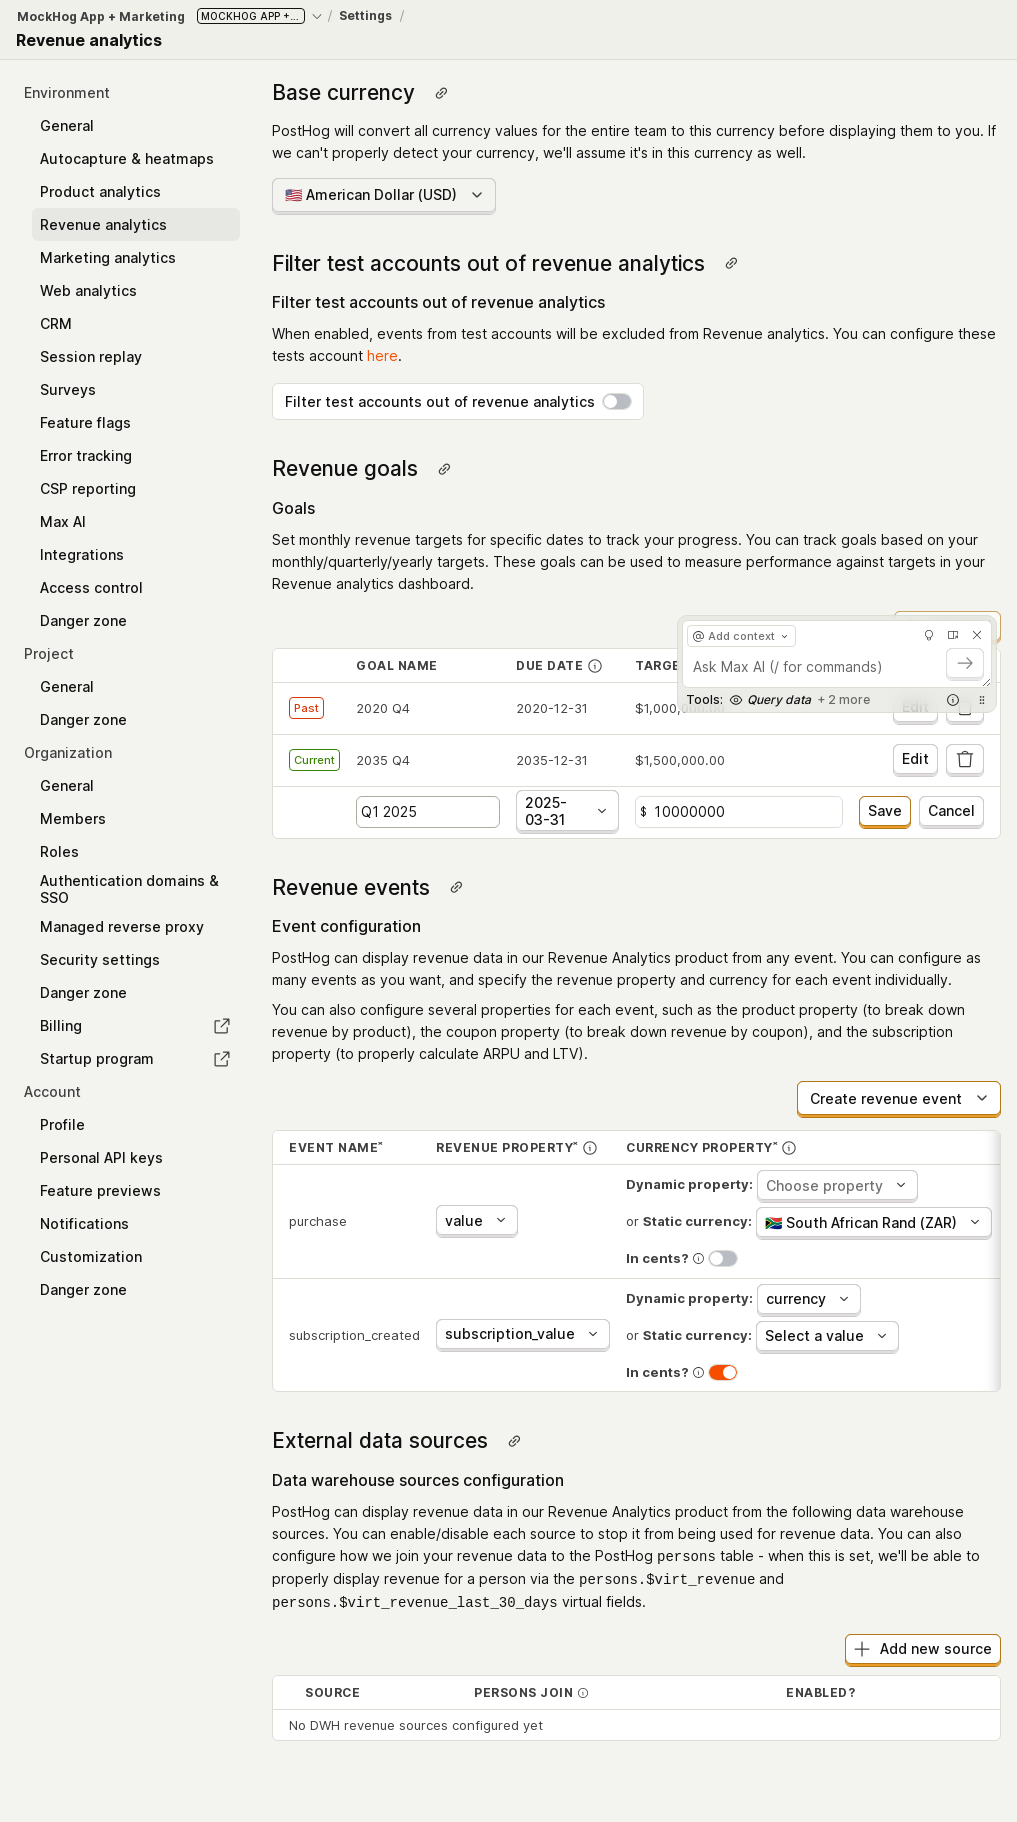 MockHog App + Marketing MOCKHOG APP +... / Settings /
Revenue analytics
Environment
General
Autocapture & heatmaps
Product analytics
Revenue analytics
Marketing analytics
Web analytics
CRM
Session replay
Surveys
Feature flags
Error tracking
CSP reporting
Max AI
Integrations
Access control
Danger zone
Project
General
Danger zone
Organization
General
Members
Roles
Authentication domains &
SSO
Managed reverse proxy
Security settings
Danger zone
Billing
Startup program
Account
Profile
Personal API keys
Feature previews
Notifications
Customization
Danger zone
Base currency
PostHog will convert all currency values for the entire team to this currency before displaying them to you. If
we can't properly detect your currency, we'll assume it's in this currency as well.
🇺🇸 American Dollar (USD)
Filter test accounts out of revenue analytics
Filter test accounts out of revenue analytics
When enabled, events from test accounts will be excluded from Revenue analytics. You can configure these
tests account here.
Filter test accounts out of revenue analytics
Revenue goals
Goals
Set monthly revenue targets for specific dates to track your progress. You can track goals based on your
monthly/quarterly/yearly targets. These goals can be used to measure performance against targets in your
Revenue analytics dashboard.
@ Add context
Ask Max AI (/ for commands)
Tools: Query data + 2 more
GOAL NAME DUE DATE TARGE
Past 2020 Q4 2020-12-31 $1,000,000.00 Edit
Current 2035 Q4 2035-12-31 $1,500,000.00 Edit
Q1 2025 2025-
03-31 $ 10000000 Save Cancel
Revenue events
Event configuration
PostHog can display revenue data in our Revenue Analytics product from any event. You can configure as
many events as you want, and specify the revenue property and currency for each event individually.
You can also configure several properties for each event, such as the product property (to break down
revenue by product), the coupon property (to break down revenue by coupon), and the subscription
property (to properly calculate ARPU and LTV).
Create revenue event
EVENT NAME* REVENUE PROPERTY* CURRENCY PROPERTY*
Dynamic property: Choose property
purchase value or Static currency: 🇿🇦 South African Rand (ZAR)
In cents?
Dynamic property: currency
subscription_created subscription_value or Static currency: Select a value
In cents?
External data sources
Data warehouse sources configuration
PostHog can display revenue data in our Revenue Analytics product from the following data warehouse
sources. You can enable/disable each source to stop it from being used for revenue data. You can also
configure how we join your revenue data to the PostHog persons table - when this is set, we'll be able to
properly display revenue for a person via the persons.$virt_revenue and
persons.$virt_revenue_last_30_days virtual fields.
Add new source
SOURCE PERSONS JOIN ENABLED?
No DWH revenue sources configured yet